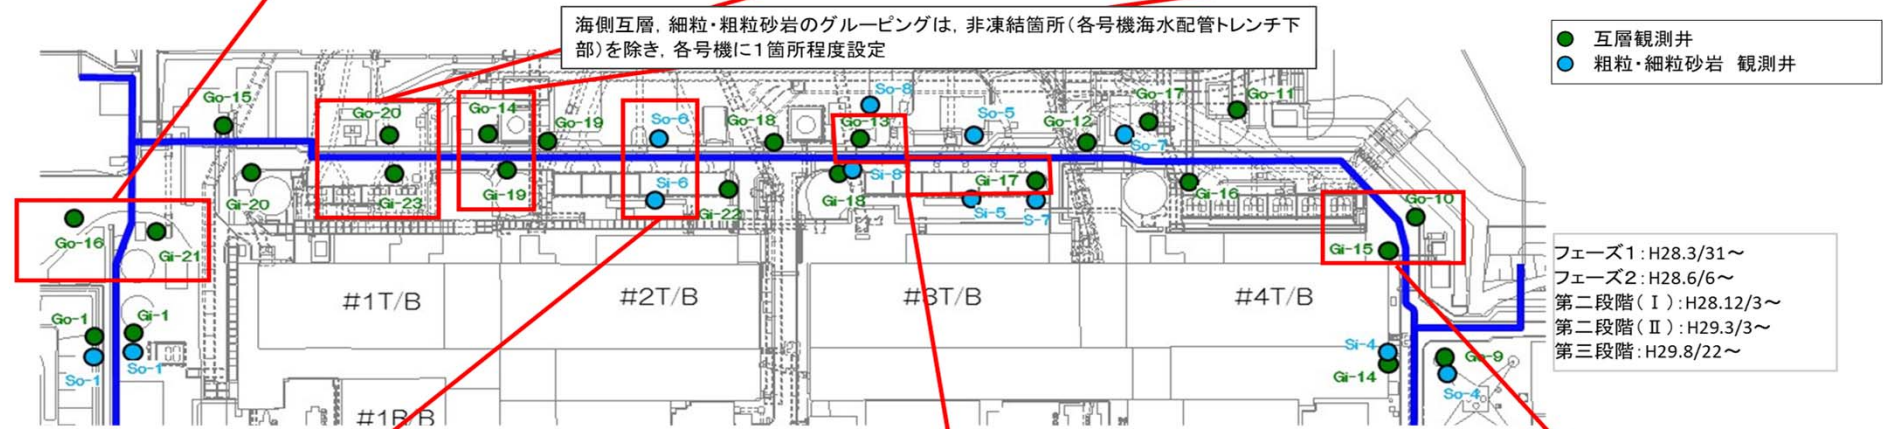 海側互層，細粒・粗粒砂岩のグルーピングは，非凍結箇所（各号機海水配管トレンチ下
部）を除き，各号機に１箇所程度設定
互層観測井
粗粒・細粒砂岩　観測井
Go-15
Go-20
Go-14
Go-19
So-6
Go-18
So-8
Go-13
So-5
Go-12
Go-17
So-7
Go-11
Gi-20
Gi-23
Gi-19
Si-6
Gi-22
Gi-18
Si-8
Gi-17
Si-5
S-7
Gi-16
Go-10
Gi-15
Go-16
Gi-21
#1T/B
#2T/B
#3T/B
#4T/B
Go-1
Gi-1
So-1
So-1
Si-4
Gi-14
Go-9
So-4
#1R/B
フェーズ１：H28.3/31～
フェーズ２：H28.6/6～
第二段階（Ⅰ）：H28.12/3～
第二段階（Ⅱ）：H29.3/3～
第三段階：H29.8/22～